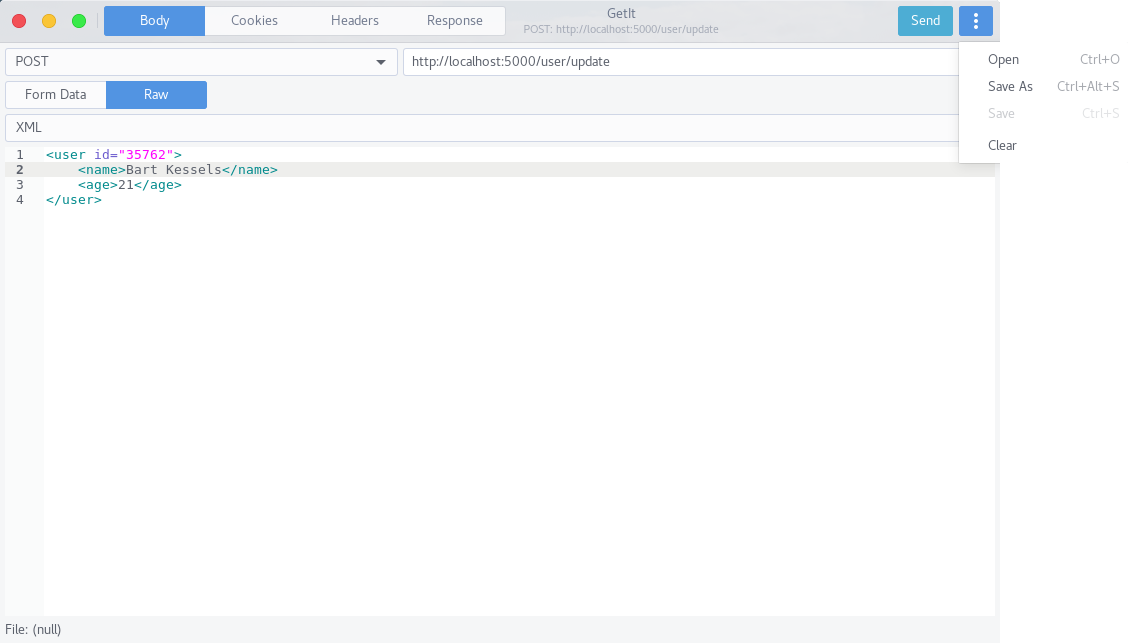 Body Cookies Headers Response GetIt Send
POST: http://localhost:5000/user/update
POST http://localhost:5000/user/update
Open Ctrl+O
Save As Ctrl+Alt+S
Save Ctrl+S
Clear
Form Data Raw
XML
1 <user id="35762">
2     <name>Bart Kessels</name>
3     <age>21</age>
4 </user>
File: (null)